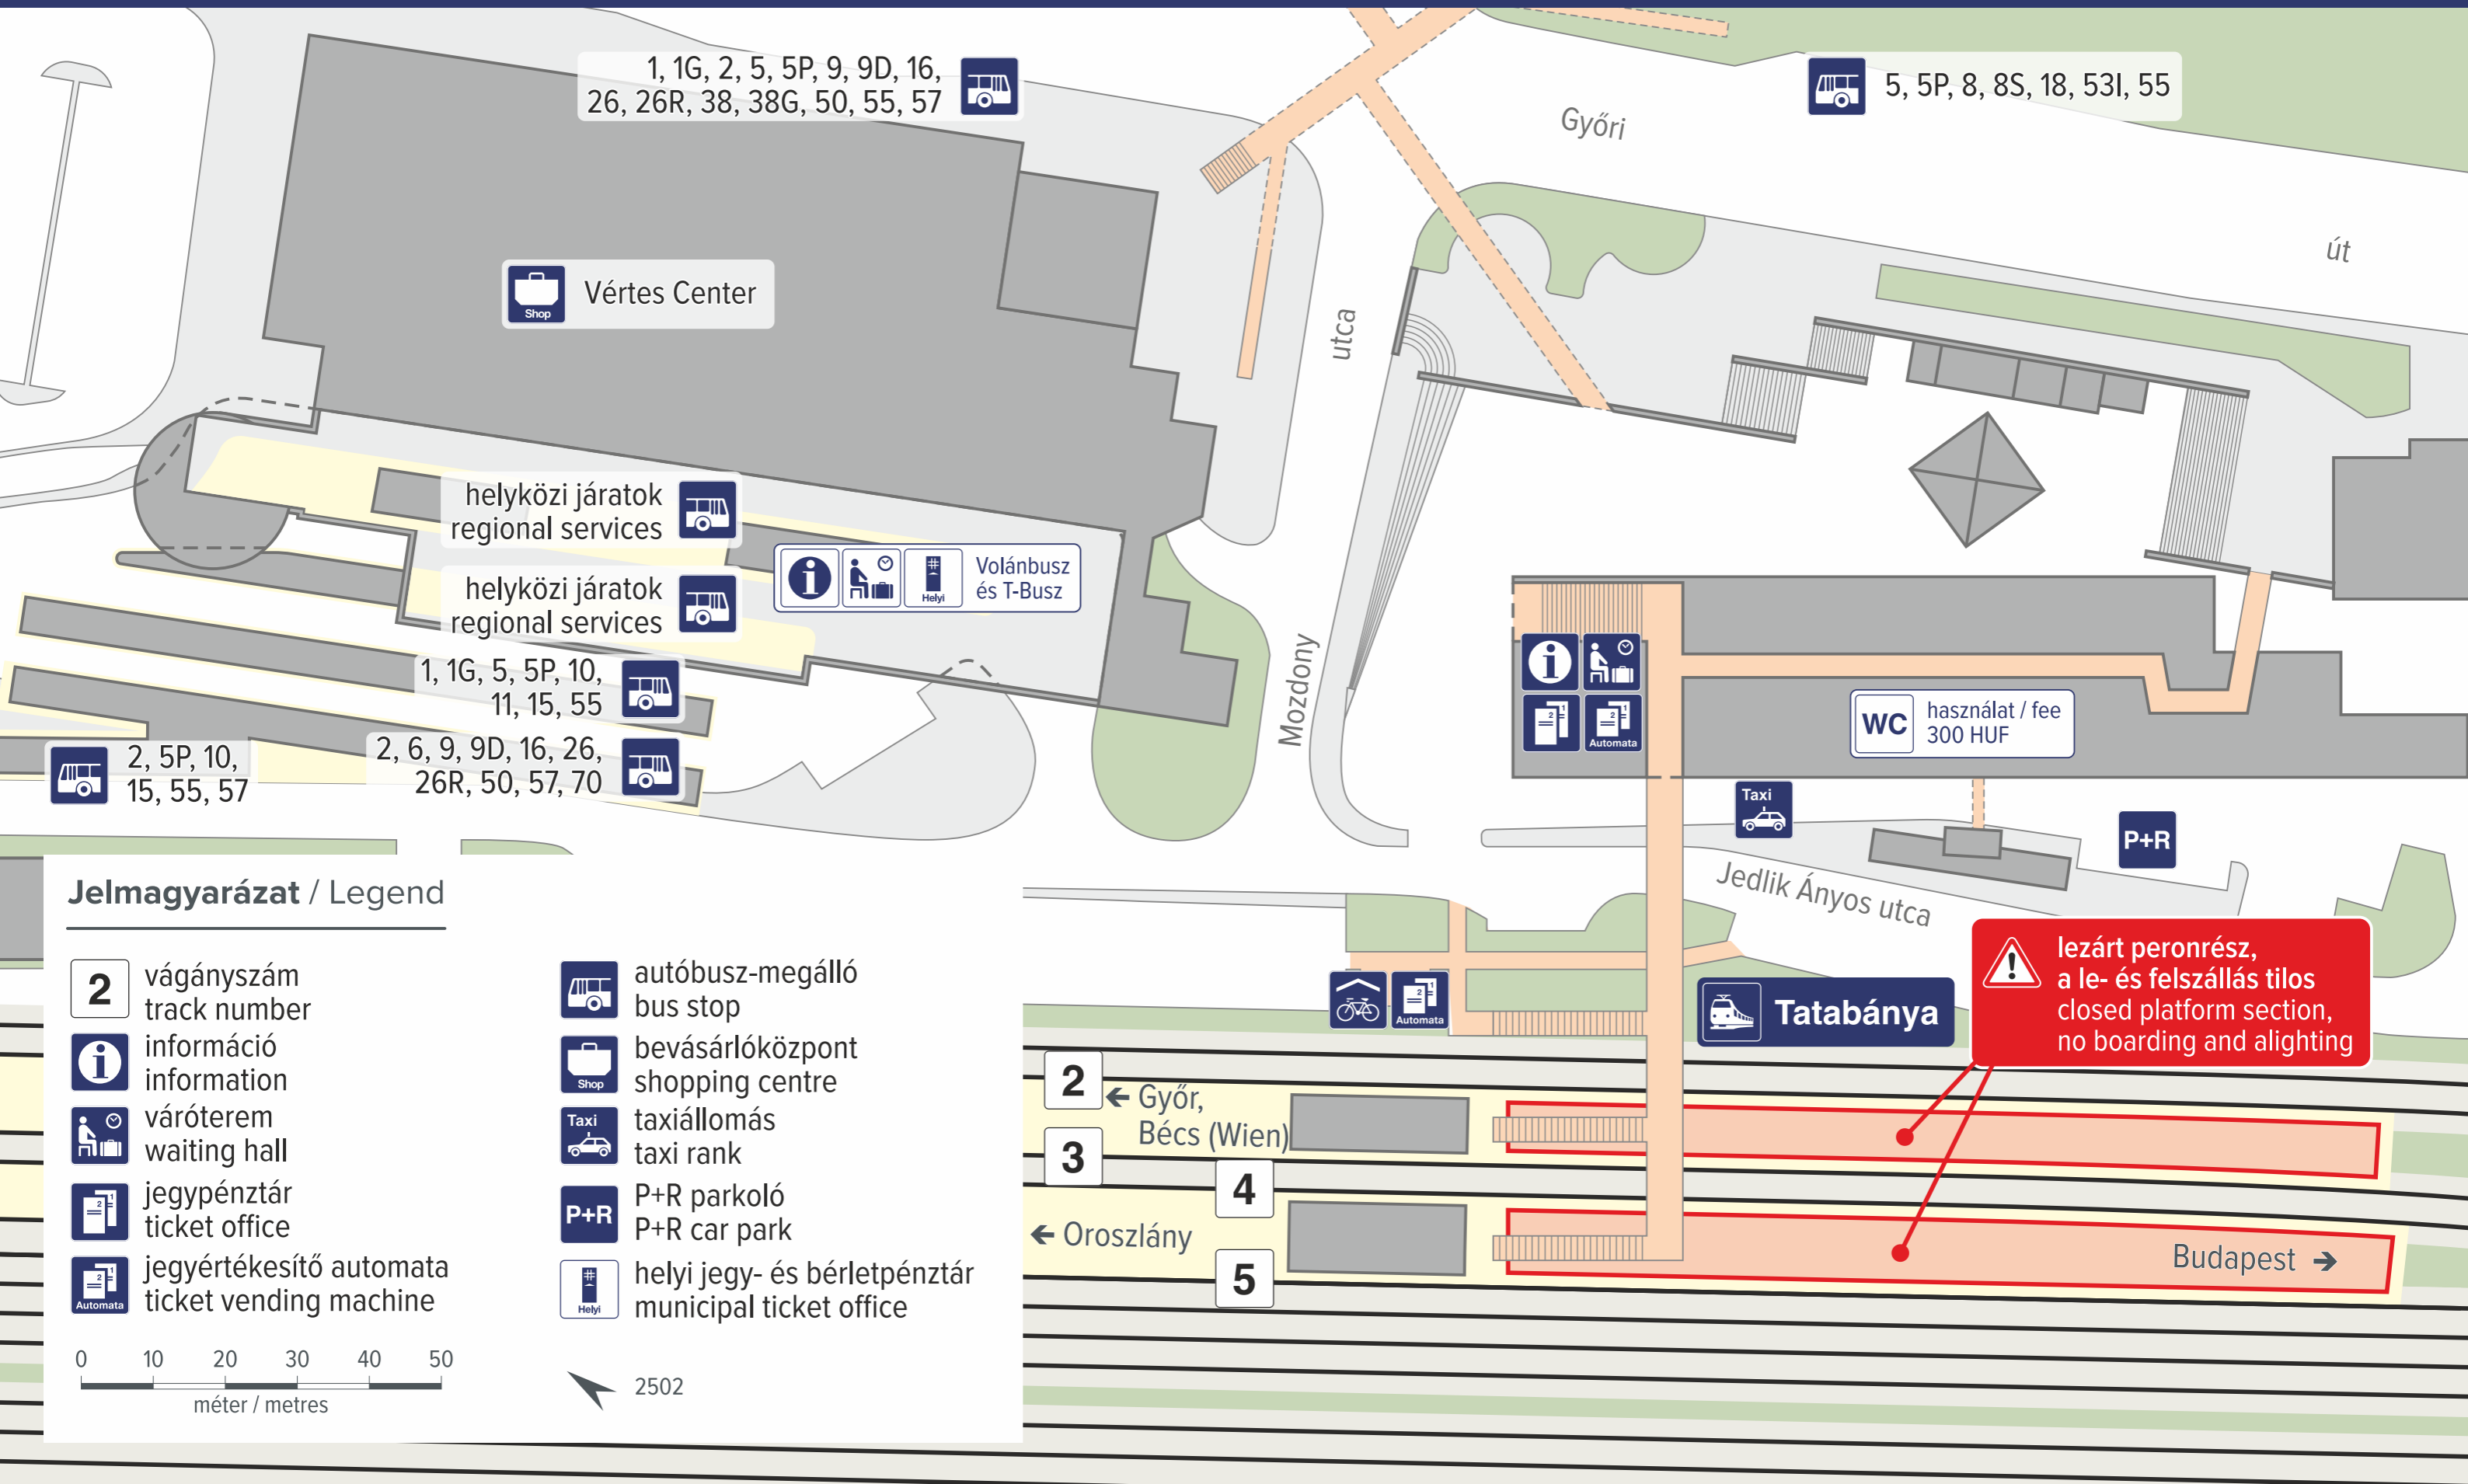 1, 1G, 2, 5, 5P, 9, 9D, 16,
26, 26R, 38, 38G, 50, 55, 57
5, 5P, 8, 8S, 18, 53I, 55
Győri
út
Shop
Vértes Center
utca
helyközi járatok
regional services
helyközi járatok
regional services
Helyi
Volánbusz
és T-Busz
1, 1G, 5, 5P, 10,
11, 15, 55
2, 5P, 10,
15, 55, 57
2, 6, 9, 9D, 16, 26,
26R, 50, 57, 70
Mozdony
Automata
WC
használat / fee
300 HUF
Taxi
P+R
Jedlik Ányos utca
Automata
Tatabánya
lezárt peronrész,
a le- és felszállás tilos
closed platform section,
no boarding and alighting
2
← Győr,
Bécs (Wien)
3
4
← Oroszlány
5
Budapest →
Jelmagyarázat / Legend
2
vágányszám
track number
információ
information
váróterem
waiting hall
jegypénztár
ticket office
Automata
jegyértékesítő automata
ticket vending machine
autóbusz-megálló
bus stop
Shop
bevásárlóközpont
shopping centre
Taxi
taxiállomás
taxi rank
P+R
P+R parkoló
P+R car park
Helyi
helyi jegy- és bérletpénztár
municipal ticket office
0 10 20 30 40 50
méter / metres
2502